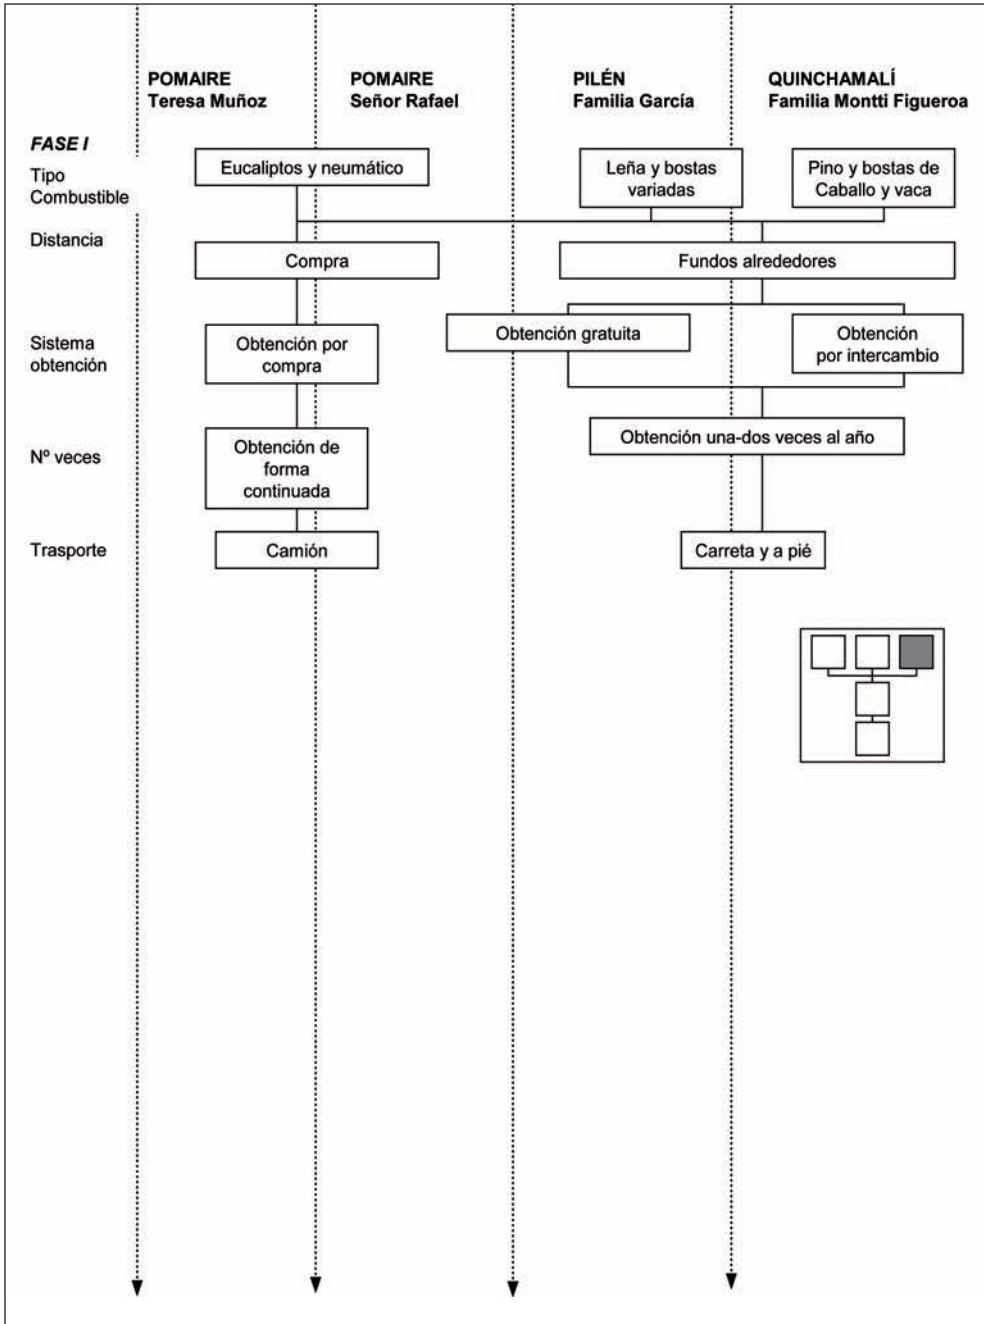 POMAIRE
Teresa Muñoz
POMAIRE
Señor Rafael
PILÉN
Familia García
QUINCHAMALÍ
Familia Montti Figueroa
FASE I
Tipo
Combustible
Eucaliptos y neumático
Leña y bostas
variadas
Pino y bostas de
Caballo y vaca
Distáncia
Compra
Fundos alrededores
Sistema
obtención
Obtención por
compra
Obtención gratuita
Obtención
por intercambio
Nº veces
Obtención de
forma
continuada
Obtención una-dos veces al año
Trasporte
Camión
Carreta y a pié